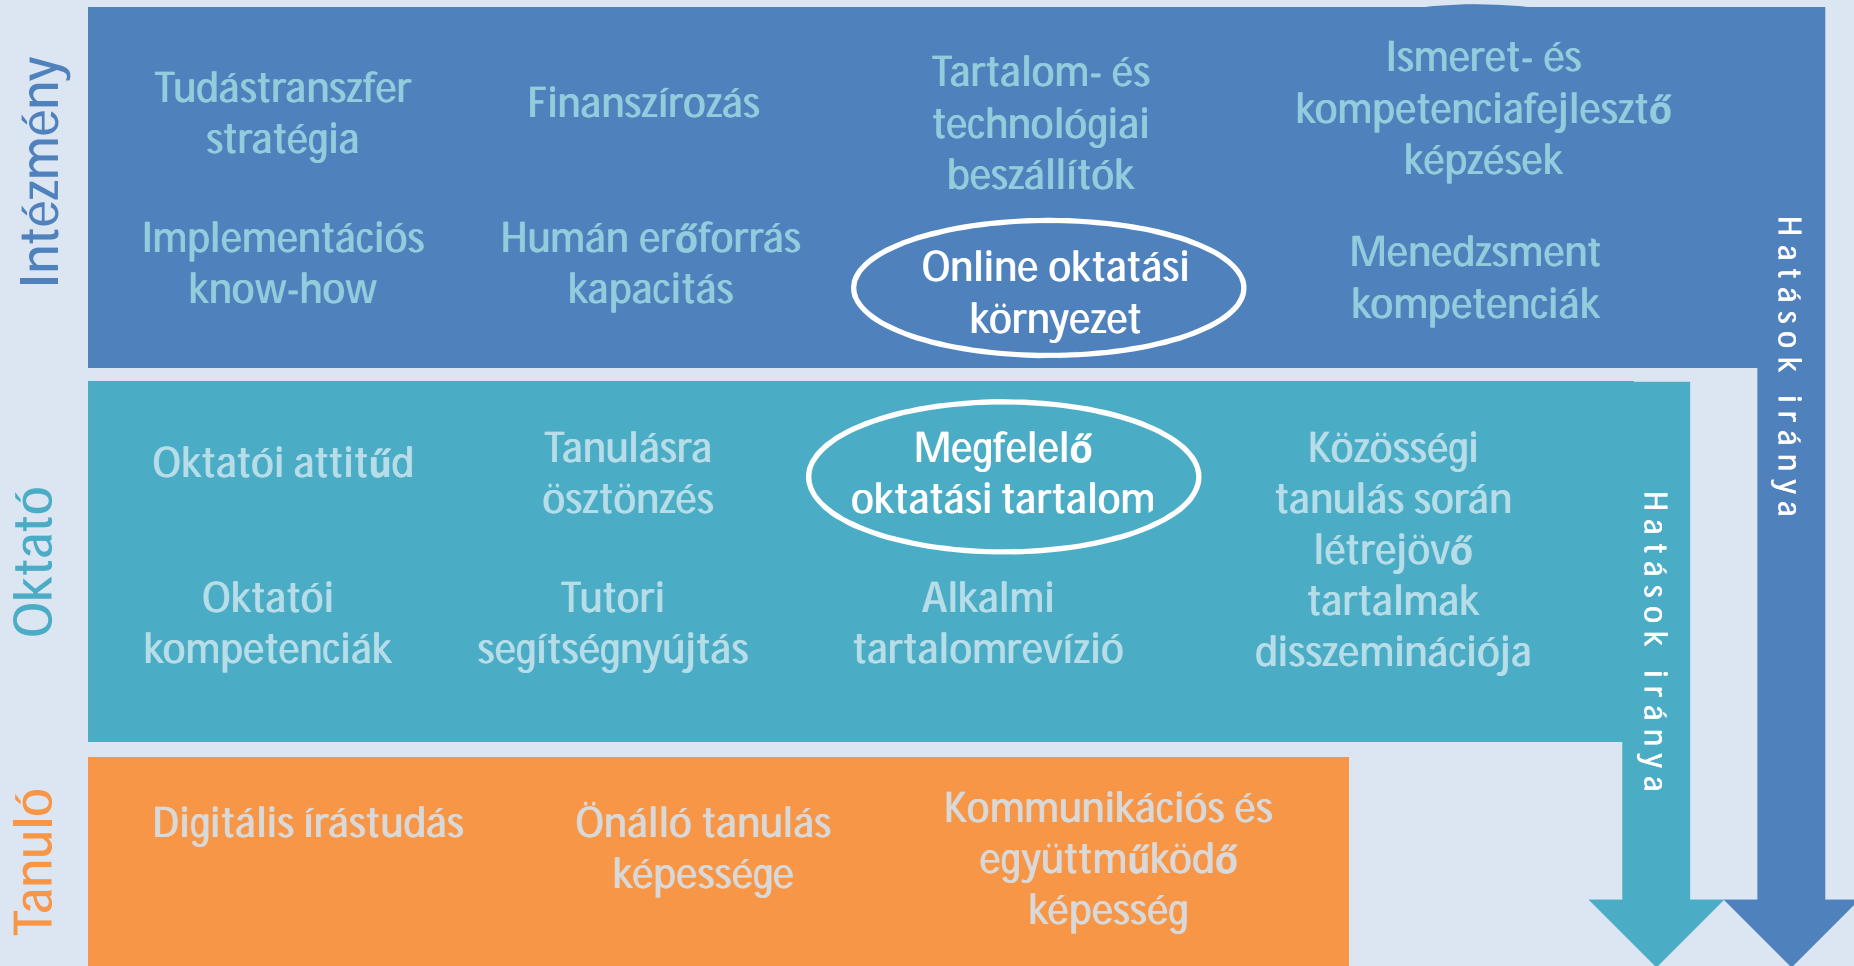 Intézmény
Tudástranszfer
stratégia
Finanszírozás
Tartalom- és
technológiai
beszállítók
Ismeret- és
kompetenciafejlesztő
képzések
Implementációs
know-how
Humán erőforrás
kapacitás
Online oktatási
környezet
Menedzsment
kompetenciák
Hatások iránya
Oktató
Oktatói attitűd
Tanulásra
ösztönzés
Megfelelő
oktatási tartalom
Közösségi
tanulás során
létrejövő
tartalmak
disszeminációja
Oktatói
kompetenciák
Tutori
segítségnyújtás
Alkalmi
tartalomrevízió
Hatások iránya
Tanuló
Digitális írástudás
Önálló tanulás
képessége
Kommunikációs és
együttműködő
képesség